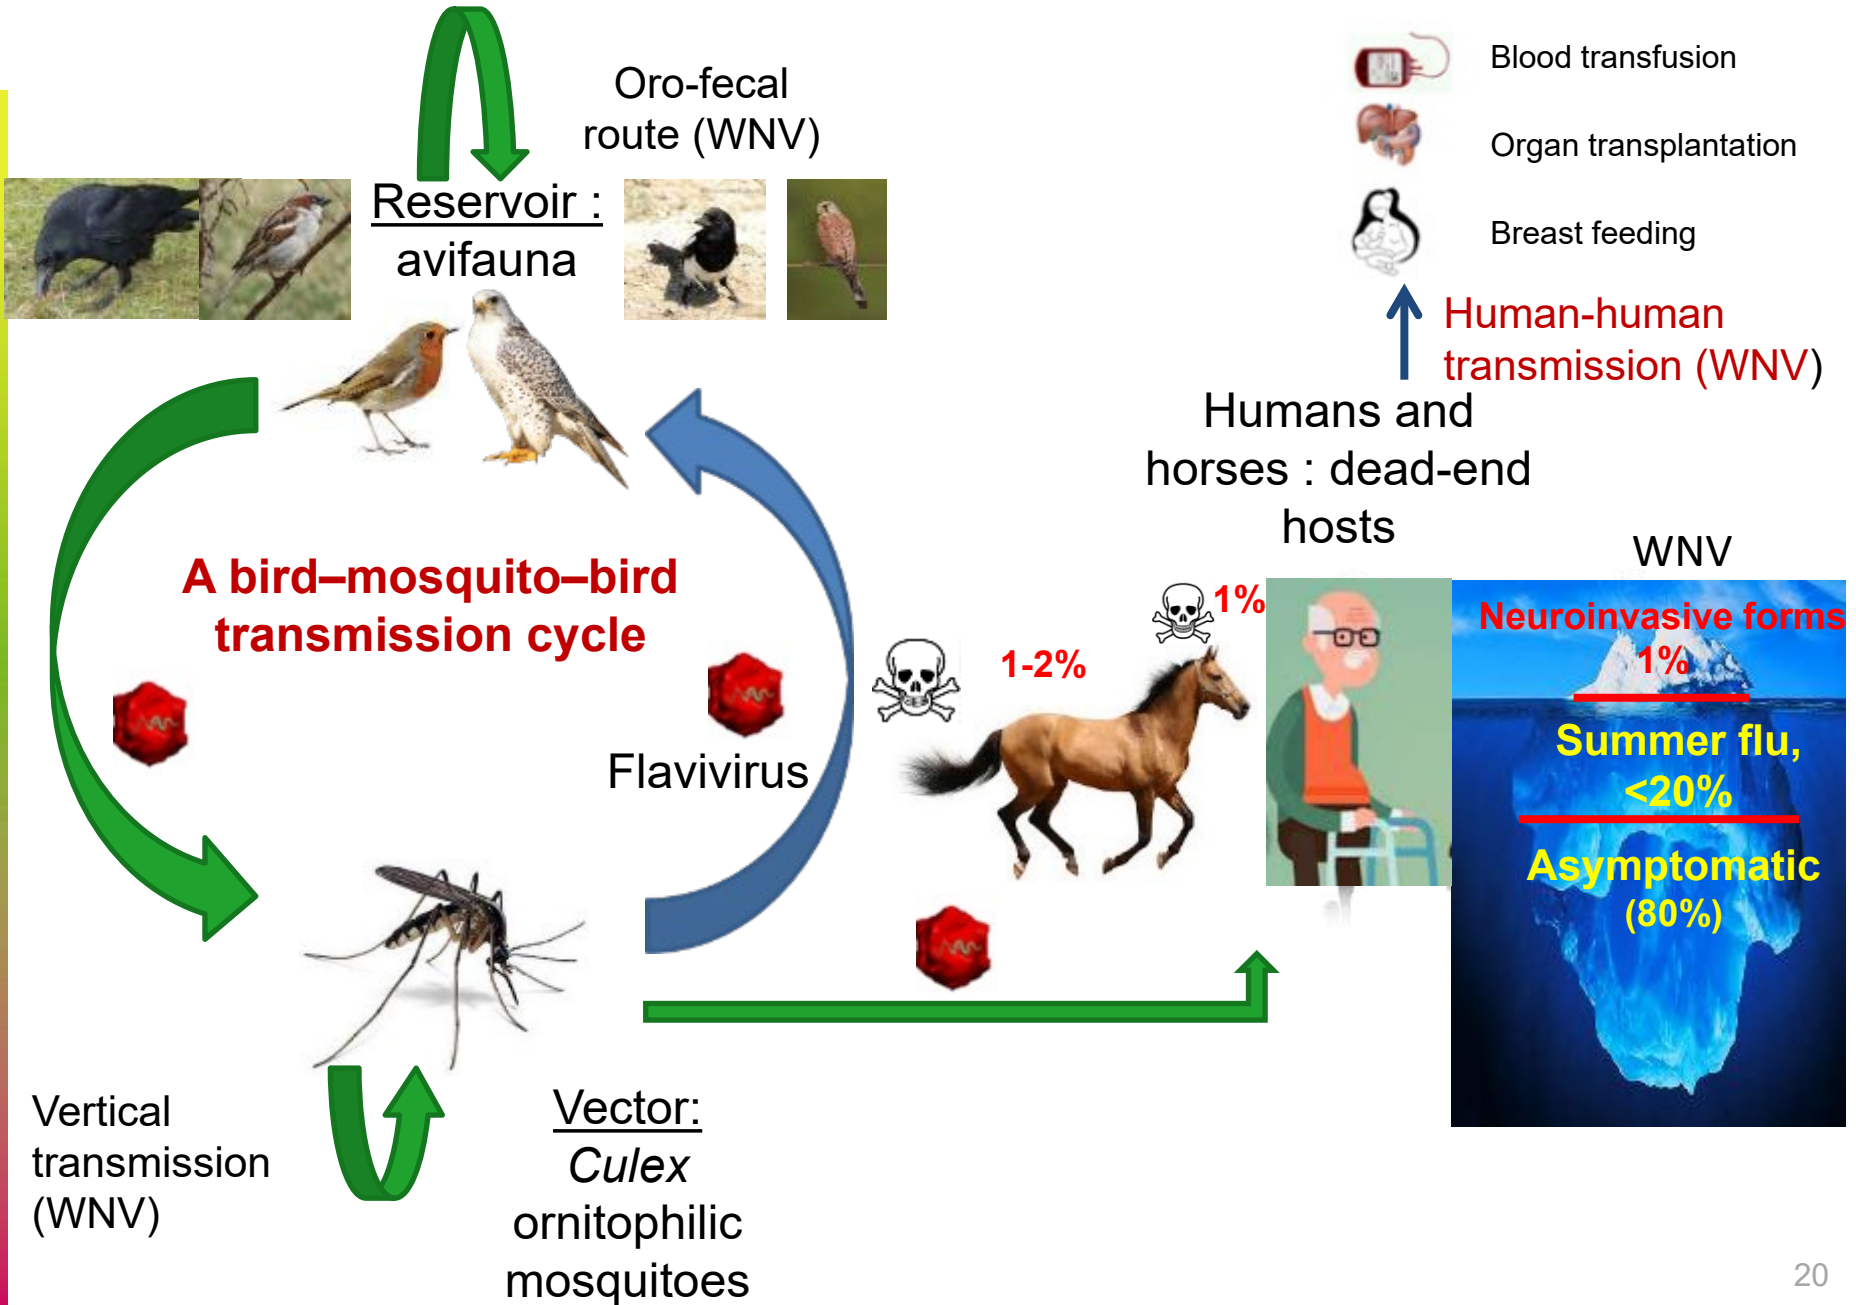 Oro-fecal
route (WNV)
Reservoir :
avifauna
Blood transfusion
Organ transplantation
Breast feeding
Human-human
transmission (WNV)
Humans and
horses : dead-end
hosts
WNV
A bird–mosquito–bird
transmission cycle
Flavivirus
1-2%
1%
Neuroinvasive forms
1%
Summer flu,
<20%
Asymptomatic
(80%)
Vertical
transmission
(WNV)
Vector:
Culex
ornitophilic
mosquitoes
20